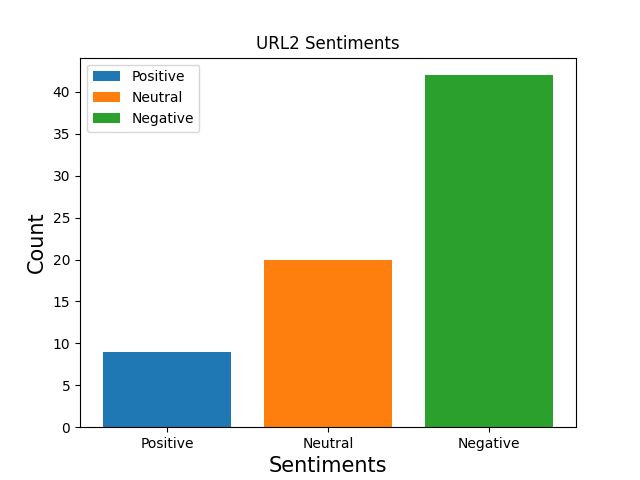 URL2 Sentiments
Positive
Neutral
Negative
Count
40
35
30
25
20
15
10
5
0
Positive Neutral Negative
Sentiments